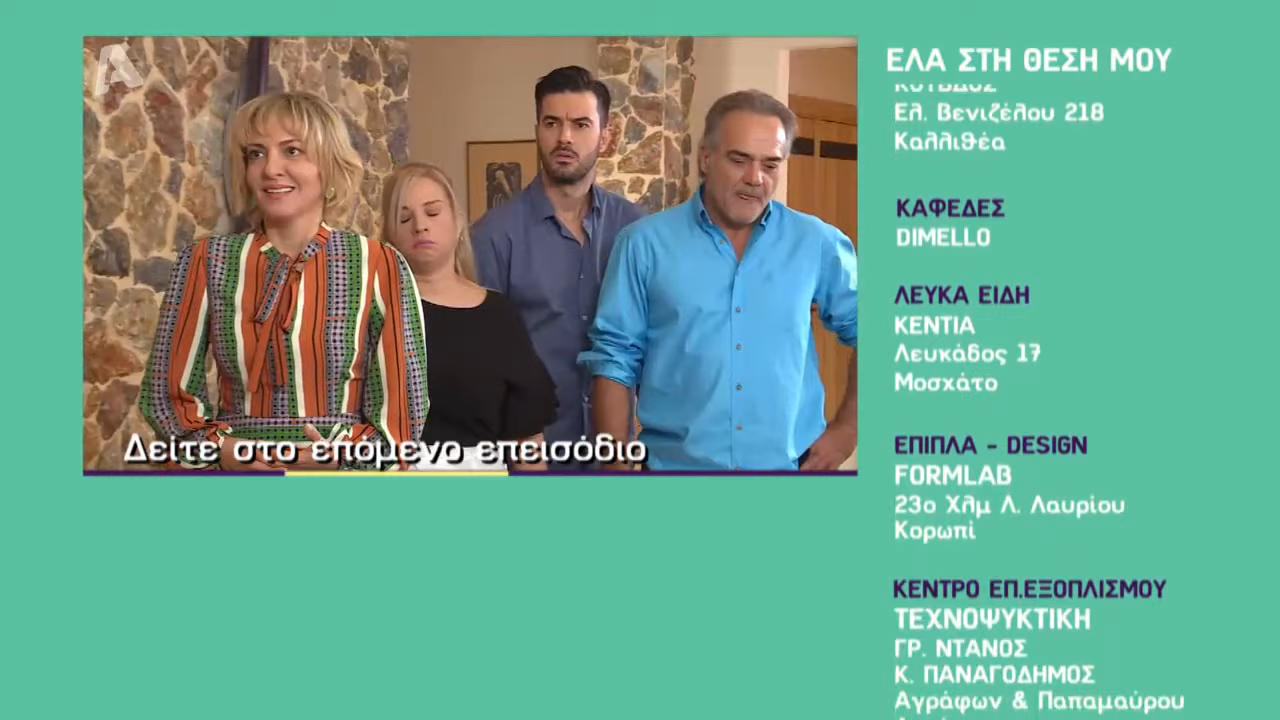 ΕΛΑ ΣΤΗ ΘΕΣΗ ΜΟΥ
Ελ. Βενιζέλου 218
Καλλιθέα
ΚΑΦΕΔΕΣ
DIMELLO
ΛΕΥΚΑ ΕΙΔΗ
ΚΕΝΤΙΑ
Λευκάδος 17
Μοσχάτο
ΕΠΙΠΛΑ - DESIGN
FORMLAB
23ο Χλμ Λ. Λαυρίου
Κορωπί
ΚΕΝΤΡΟ ΕΠ.ΕΞΟΠΛΙΣΜΟΥ
ΤΕΧΝΟΨΥΚΤΙΚΗ
ΓΡ. ΝΤΑΝΟΣ
Κ. ΠΑΝΑΓΟΔΗΜΟΣ
Αγράφων & Παπαμαύρου
Δείτε στο επόμενο επεισόδιο